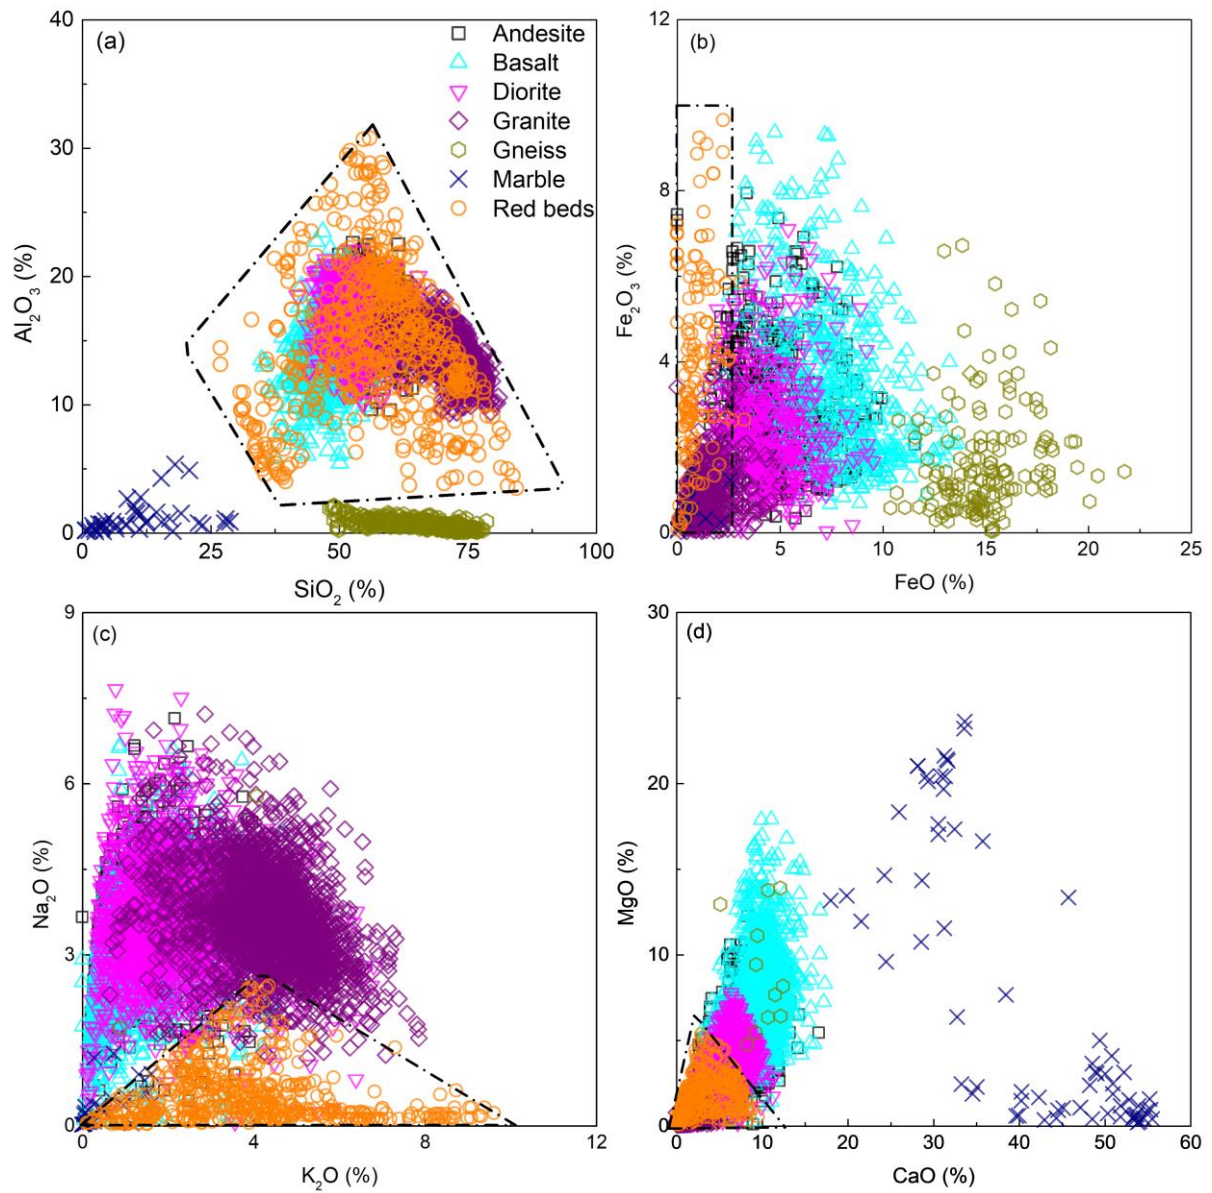 (a)
Andesite
Basalt
Diorite
Granite
Gneiss
Marble
Red beds
40
30
20
10
0
Al₂O₃ (%)
0 25 50 75 100
SiO₂ (%)
(b)
12
8
4
0
Fe₂O₃ (%)
0 5 10 15 20 25
FeO (%)
(c)
9
6
3
0
Na₂O (%)
0 4 8 12
K₂O (%)
(d)
30
20
10
0
MgO (%)
0 10 20 30 40 50 60
CaO (%)